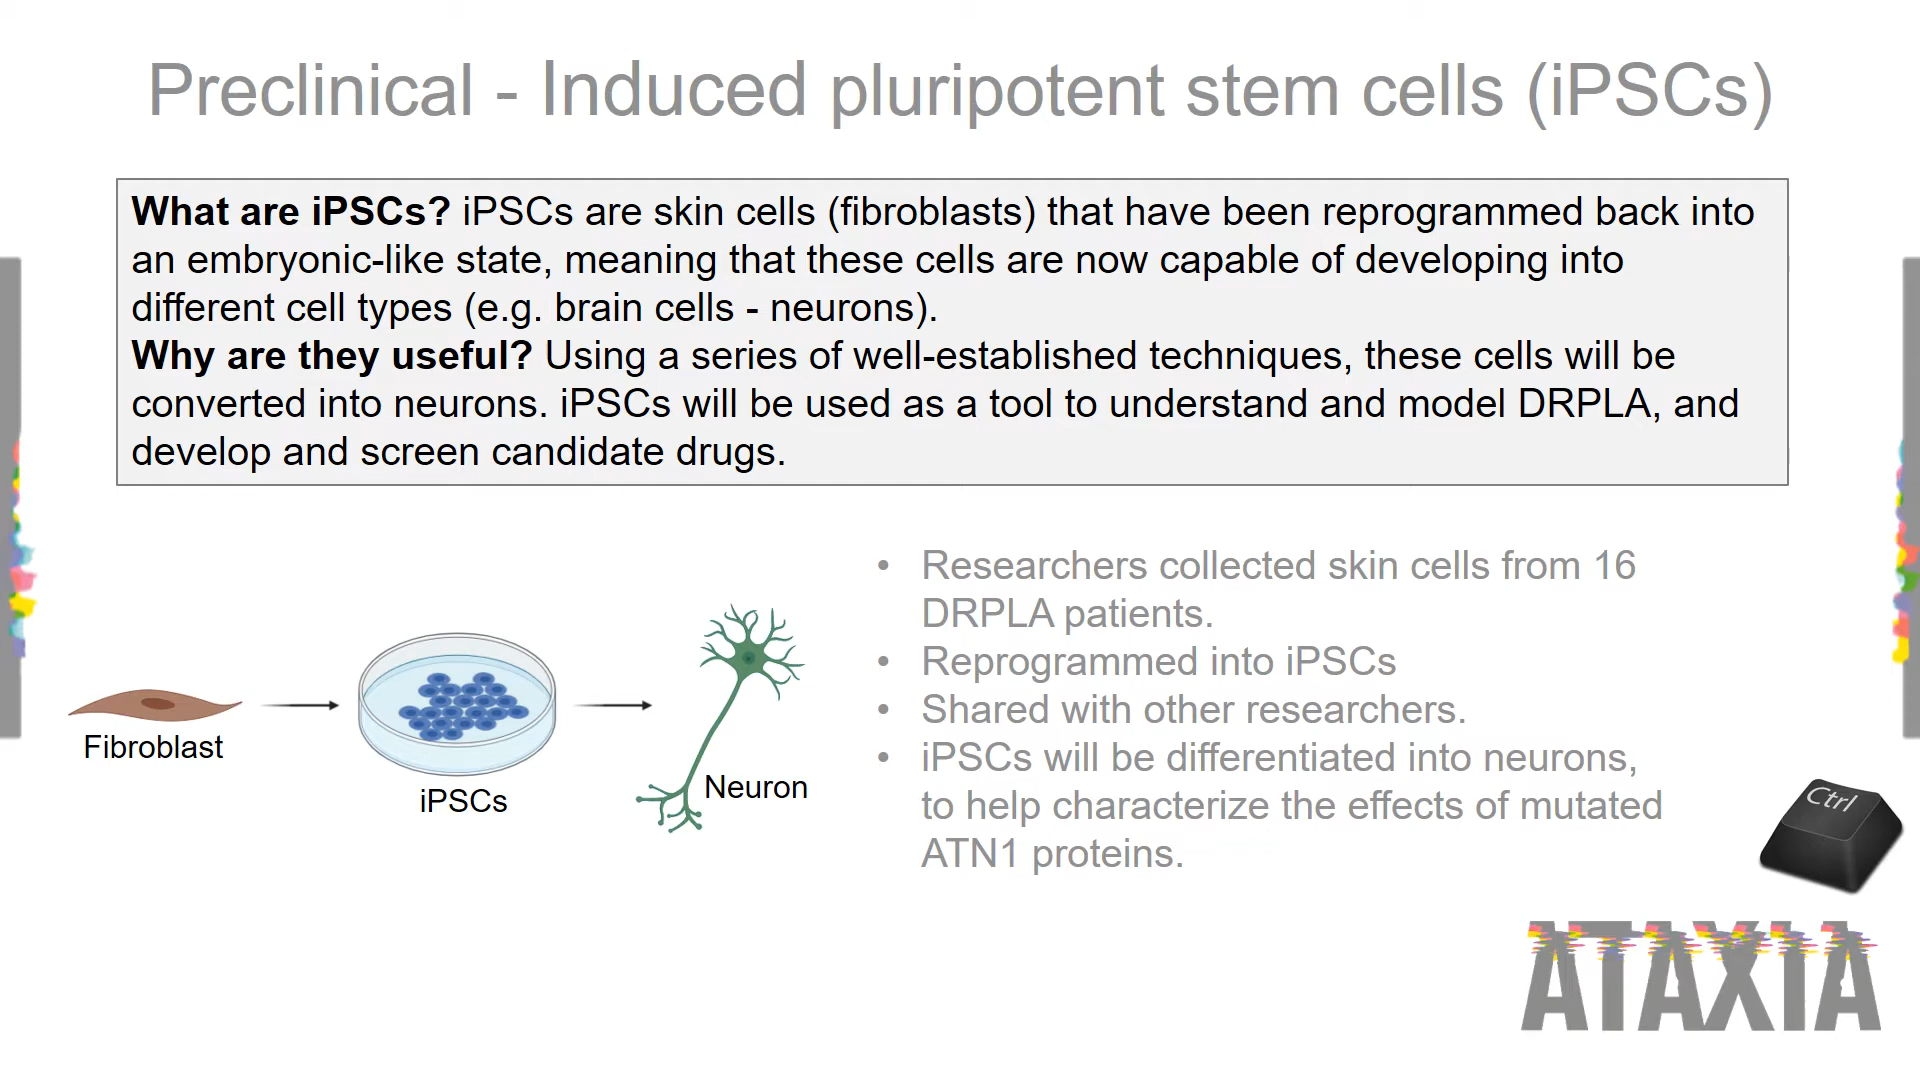 Preclinical - Induced pluripotent stem cells (iPSCs)
What are iPSCs? iPSCs are skin cells (fibroblasts) that have been reprogrammed back into
an embryonic-like state, meaning that these cells are now capable of developing into
different cell types (e.g. brain cells - neurons).
Why are they useful? Using a series of well-established techniques, these cells will be
converted into neurons. iPSCs will be used as a tool to understand and model DRPLA, and
develop and screen candidate drugs.
Fibroblast
iPSCs
Neuron
• Researchers collected skin cells from 16
DRPLA patients.
• Reprogrammed into iPSCs
• Shared with other researchers.
• iPSCs will be differentiated into neurons,
to help characterize the effects of mutated
ATN1 proteins.
Ctrl
ATAXIA